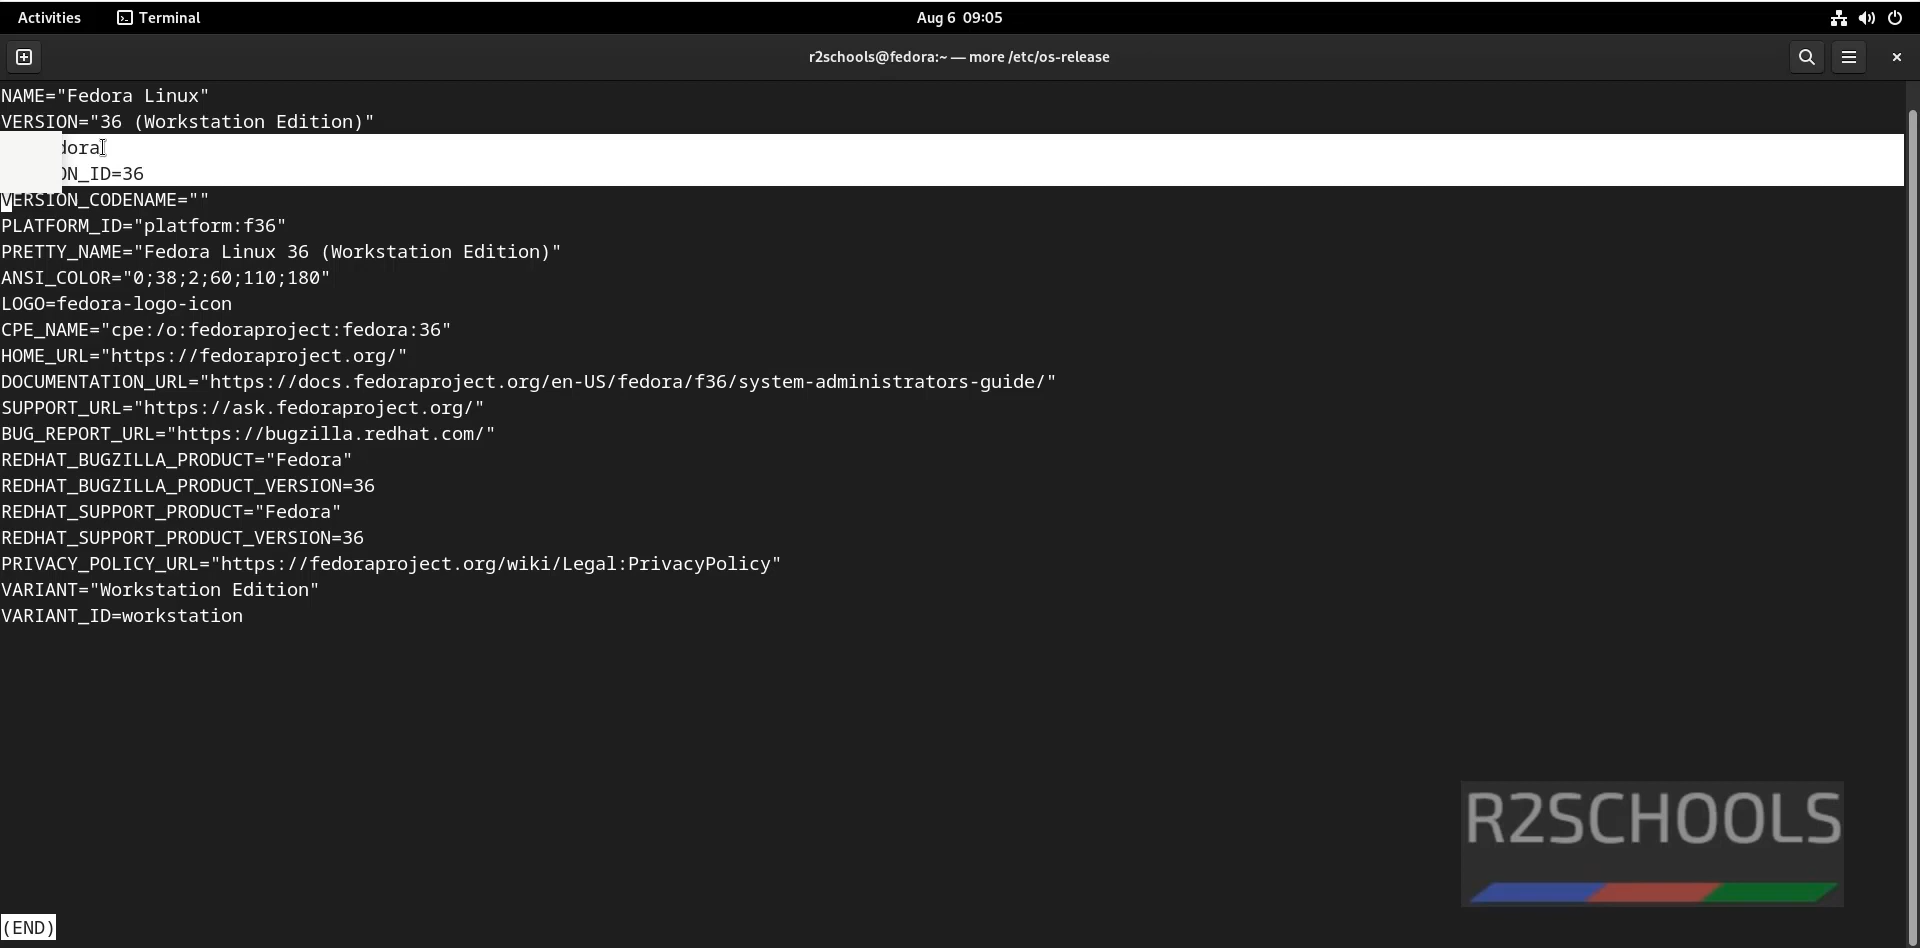 Activities
Terminal
Aug 6 09:05
r2schools@fedora:~ — more /etc/os-release
NAME="Fedora Linux"
VERSION="36 (Workstation Edition)"
dora
ON_ID=36
VERSION_CODENAME=""
PLATFORM_ID="platform:f36"
PRETTY_NAME="Fedora Linux 36 (Workstation Edition)"
ANSI_COLOR="0;38;2;60;110;180"
LOGO=fedora-logo-icon
CPE_NAME="cpe:/o:fedoraproject:fedora:36"
HOME_URL="https://fedoraproject.org/"
DOCUMENTATION_URL="https://docs.fedoraproject.org/en-US/fedora/f36/system-administrators-guide/"
SUPPORT_URL="https://ask.fedoraproject.org/"
BUG_REPORT_URL="https://bugzilla.redhat.com/"
REDHAT_BUGZILLA_PRODUCT="Fedora"
REDHAT_BUGZILLA_PRODUCT_VERSION=36
REDHAT_SUPPORT_PRODUCT="Fedora"
REDHAT_SUPPORT_PRODUCT_VERSION=36
PRIVACY_POLICY_URL="https://fedoraproject.org/wiki/Legal:PrivacyPolicy"
VARIANT="Workstation Edition"
VARIANT_ID=workstation
R2SCHOOLS
(END)